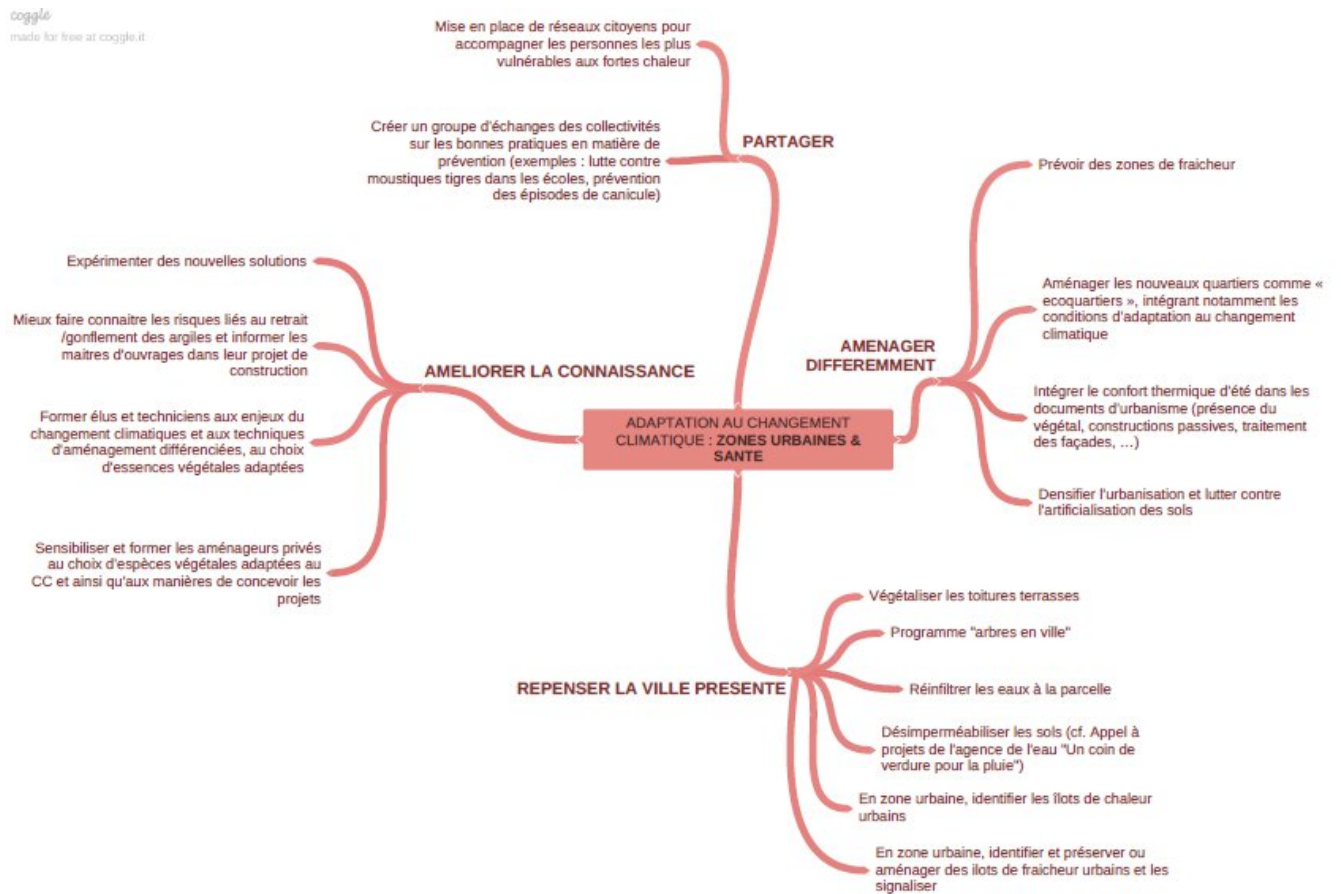 coggle
made for free at coggle.it
Mise en place de réseaux citoyens pour
accompagner les personnes les plus
vulnérables aux fortes chaleur
Créer un groupe d'échanges des collectivités
sur les bonnes pratiques en matière de
prévention (exemples : lutte contre
moustiques tigres dans les écoles, prévention
des épisodes de canicule)
PARTAGER
Expérimenter des nouvelles solutions
Mieux faire connaitre les risques liés au retrait
/gonflement des argiles et informer les
maitres d'ouvrages dans leur projet de
construction
Former élus et techniciens aux enjeux du
changement climatiques et aux techniques
d'aménagement différenciées, au choix
d'essences végétales adaptées
Sensibiliser et former les aménageurs privés
au choix d'espèces végétales adaptées au
CC et ainsi qu'aux manières de concevoir les
projets
AMELIORER LA CONNAISSANCE
ADAPTATION AU CHANGEMENT
CLIMATIQUE : ZONES URBAINES &
SANTE
AMENAGER
DIFFEREMMENT
Prévoir des zones de fraicheur
Aménager les nouveaux quartiers comme «
ecoquartiers », intégrant notamment les
conditions d'adaptation au changement
climatique
Intégrer le confort thermique d'été dans les
documents d'urbanisme (présence du
végétal, constructions passives, traitement
des façades, …)
Densifier l'urbanisation et lutter contre
l'artificialisation des sols
REPENSER LA VILLE PRESENTE
Végétaliser les toitures terrasses
Programme "arbres en ville"
Réinfiltrer les eaux à la parcelle
Désimperméabiliser les sols (cf. Appel à
projets de l'agence de l'eau "Un coin de
verdure pour la pluie")
En zone urbaine, identifier les îlots de chaleur
urbains
En zone urbaine, identifier et préserver ou
aménager des ilots de fraicheur urbains et les
signaliser